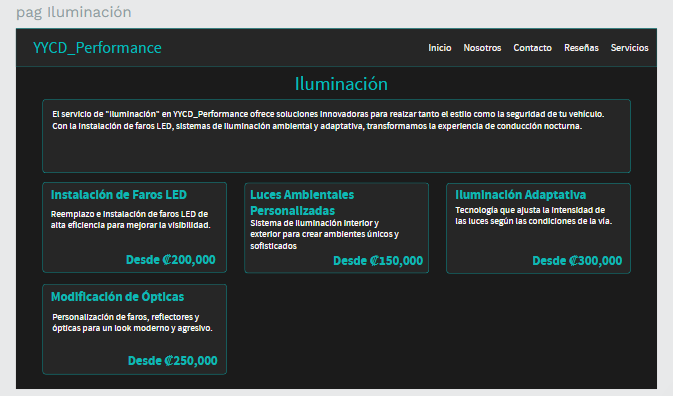 pag Iluminación
YYCD_Performance
Inicio Nosotros Contacto Reseñas Servicios
Iluminación
El servicio de "Iluminación" en YYCD_Performance ofrece soluciones innovadoras para realzar tanto el estilo como la seguridad de tu vehículo.
Con la instalación de faros LED, sistemas de iluminación ambiental y adaptativa, transformamos la experiencia de conducción nocturna.
Instalación de Faros LED
Reemplazo e instalación de faros LED de
alta eficiencia para mejorar la visibilidad.
Desde ₡200,000
Luces Ambientales
Personalizadas
Sistema de iluminación interior y
exterior para crear ambientes únicos y
sofisticados
Desde ₡150,000
Iluminación Adaptativa
Tecnología que ajusta la intensidad de
las luces según las condiciones de la vía.
Desde ₡300,000
Modificación de Ópticas
Personalización de faros, reflectores y
ópticas para un look moderno y agresivo.
Desde ₡250,000